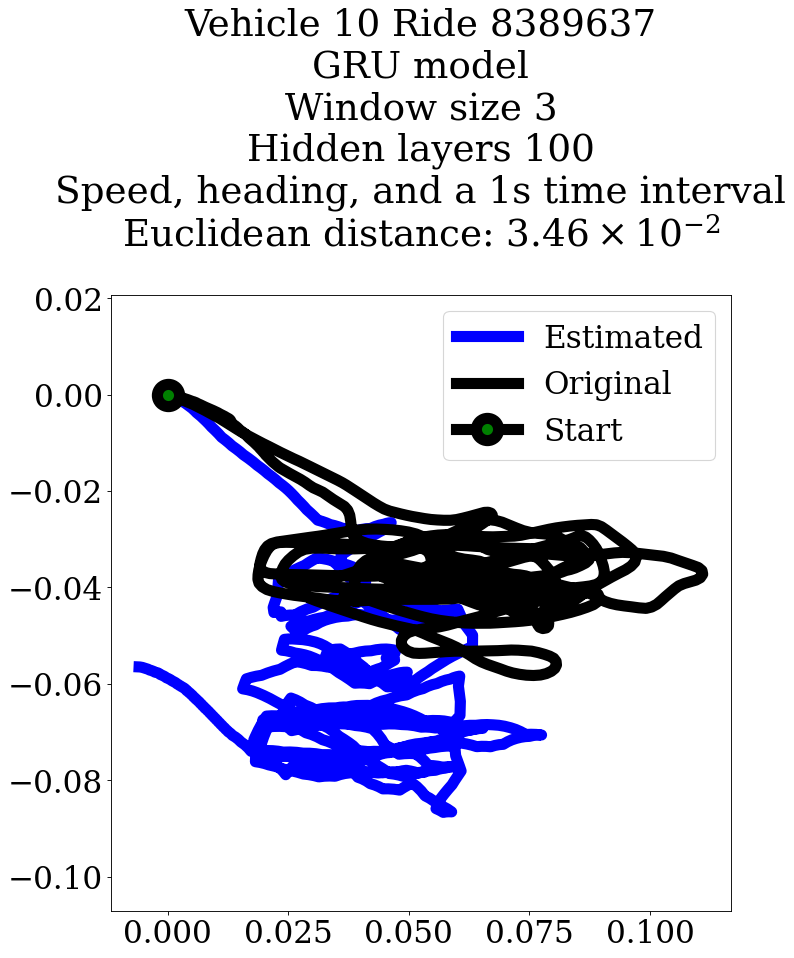 Vehicle 10 Ride 8389637
GRU model
Window size 3
Hidden layers 100
Speed, heading, and a 1s time interval
Euclidean distance: 3.46 × 10⁻²
Estimated
Original
Start
0.02
0.00
−0.02
−0.04
−0.06
−0.08
−0.10
0.000 0.025 0.050 0.075 0.100